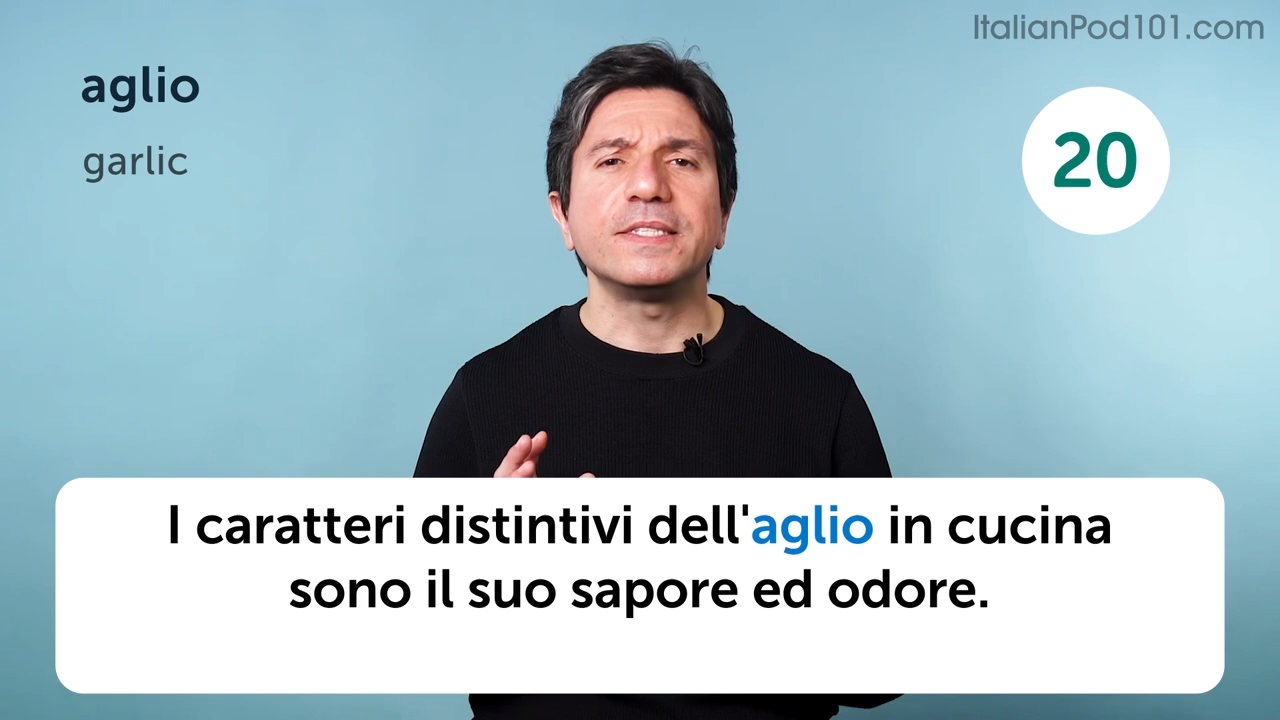 ItalianPod101.com
aglio
garlic
20
I caratteri distintivi dell'aglio in cucina
sono il suo sapore ed odore.